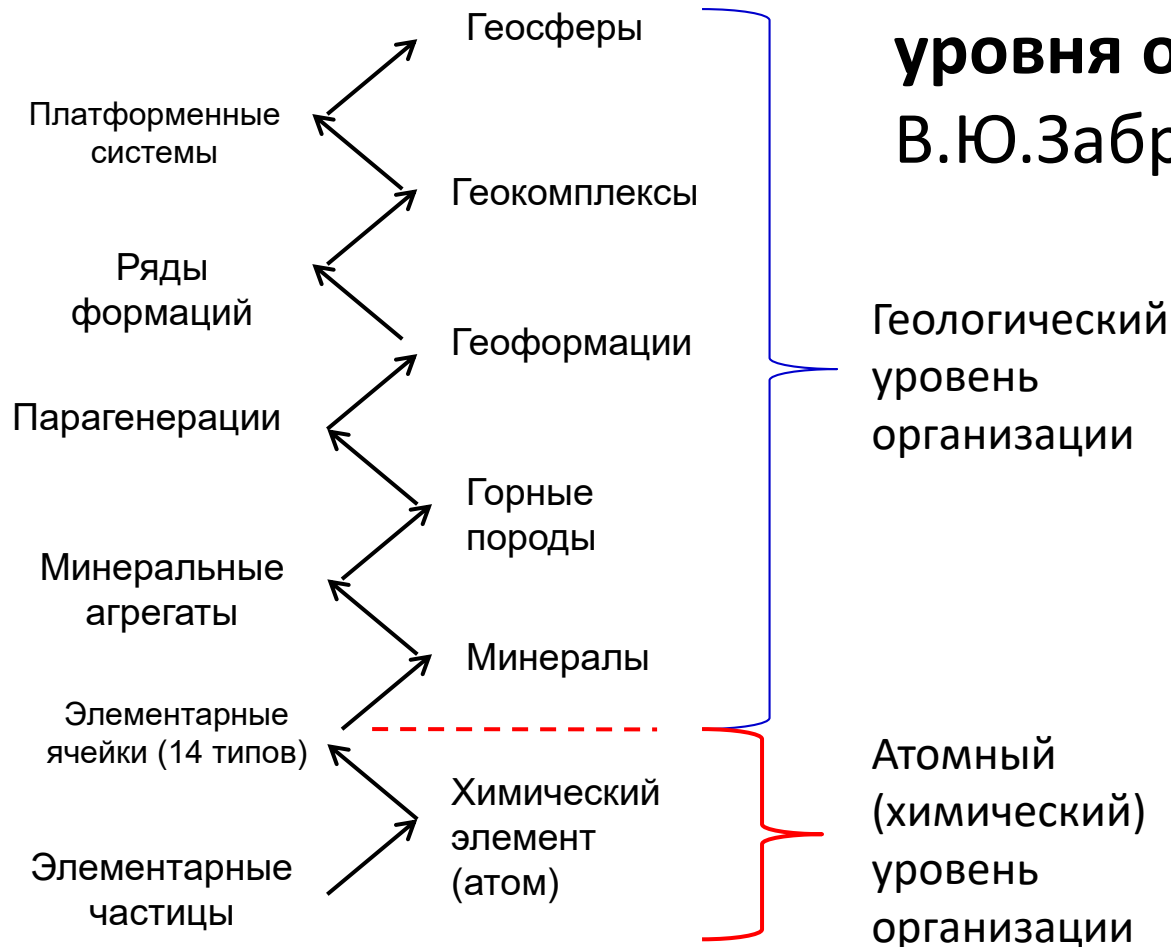 Геосферы
уровня о
В.Ю.Забр
Платформенные
системы
Геокомплексы
Ряды
формаций
Геологический
уровень
организации
Геоформации
Парагенерации
Горные
породы
Минеральные
агрегаты
Минералы
Элементарные
ячейки (14 типов)
Атомный
(химический)
уровень
организации
Химический
элемент
(атом)
Элементарные
частицы